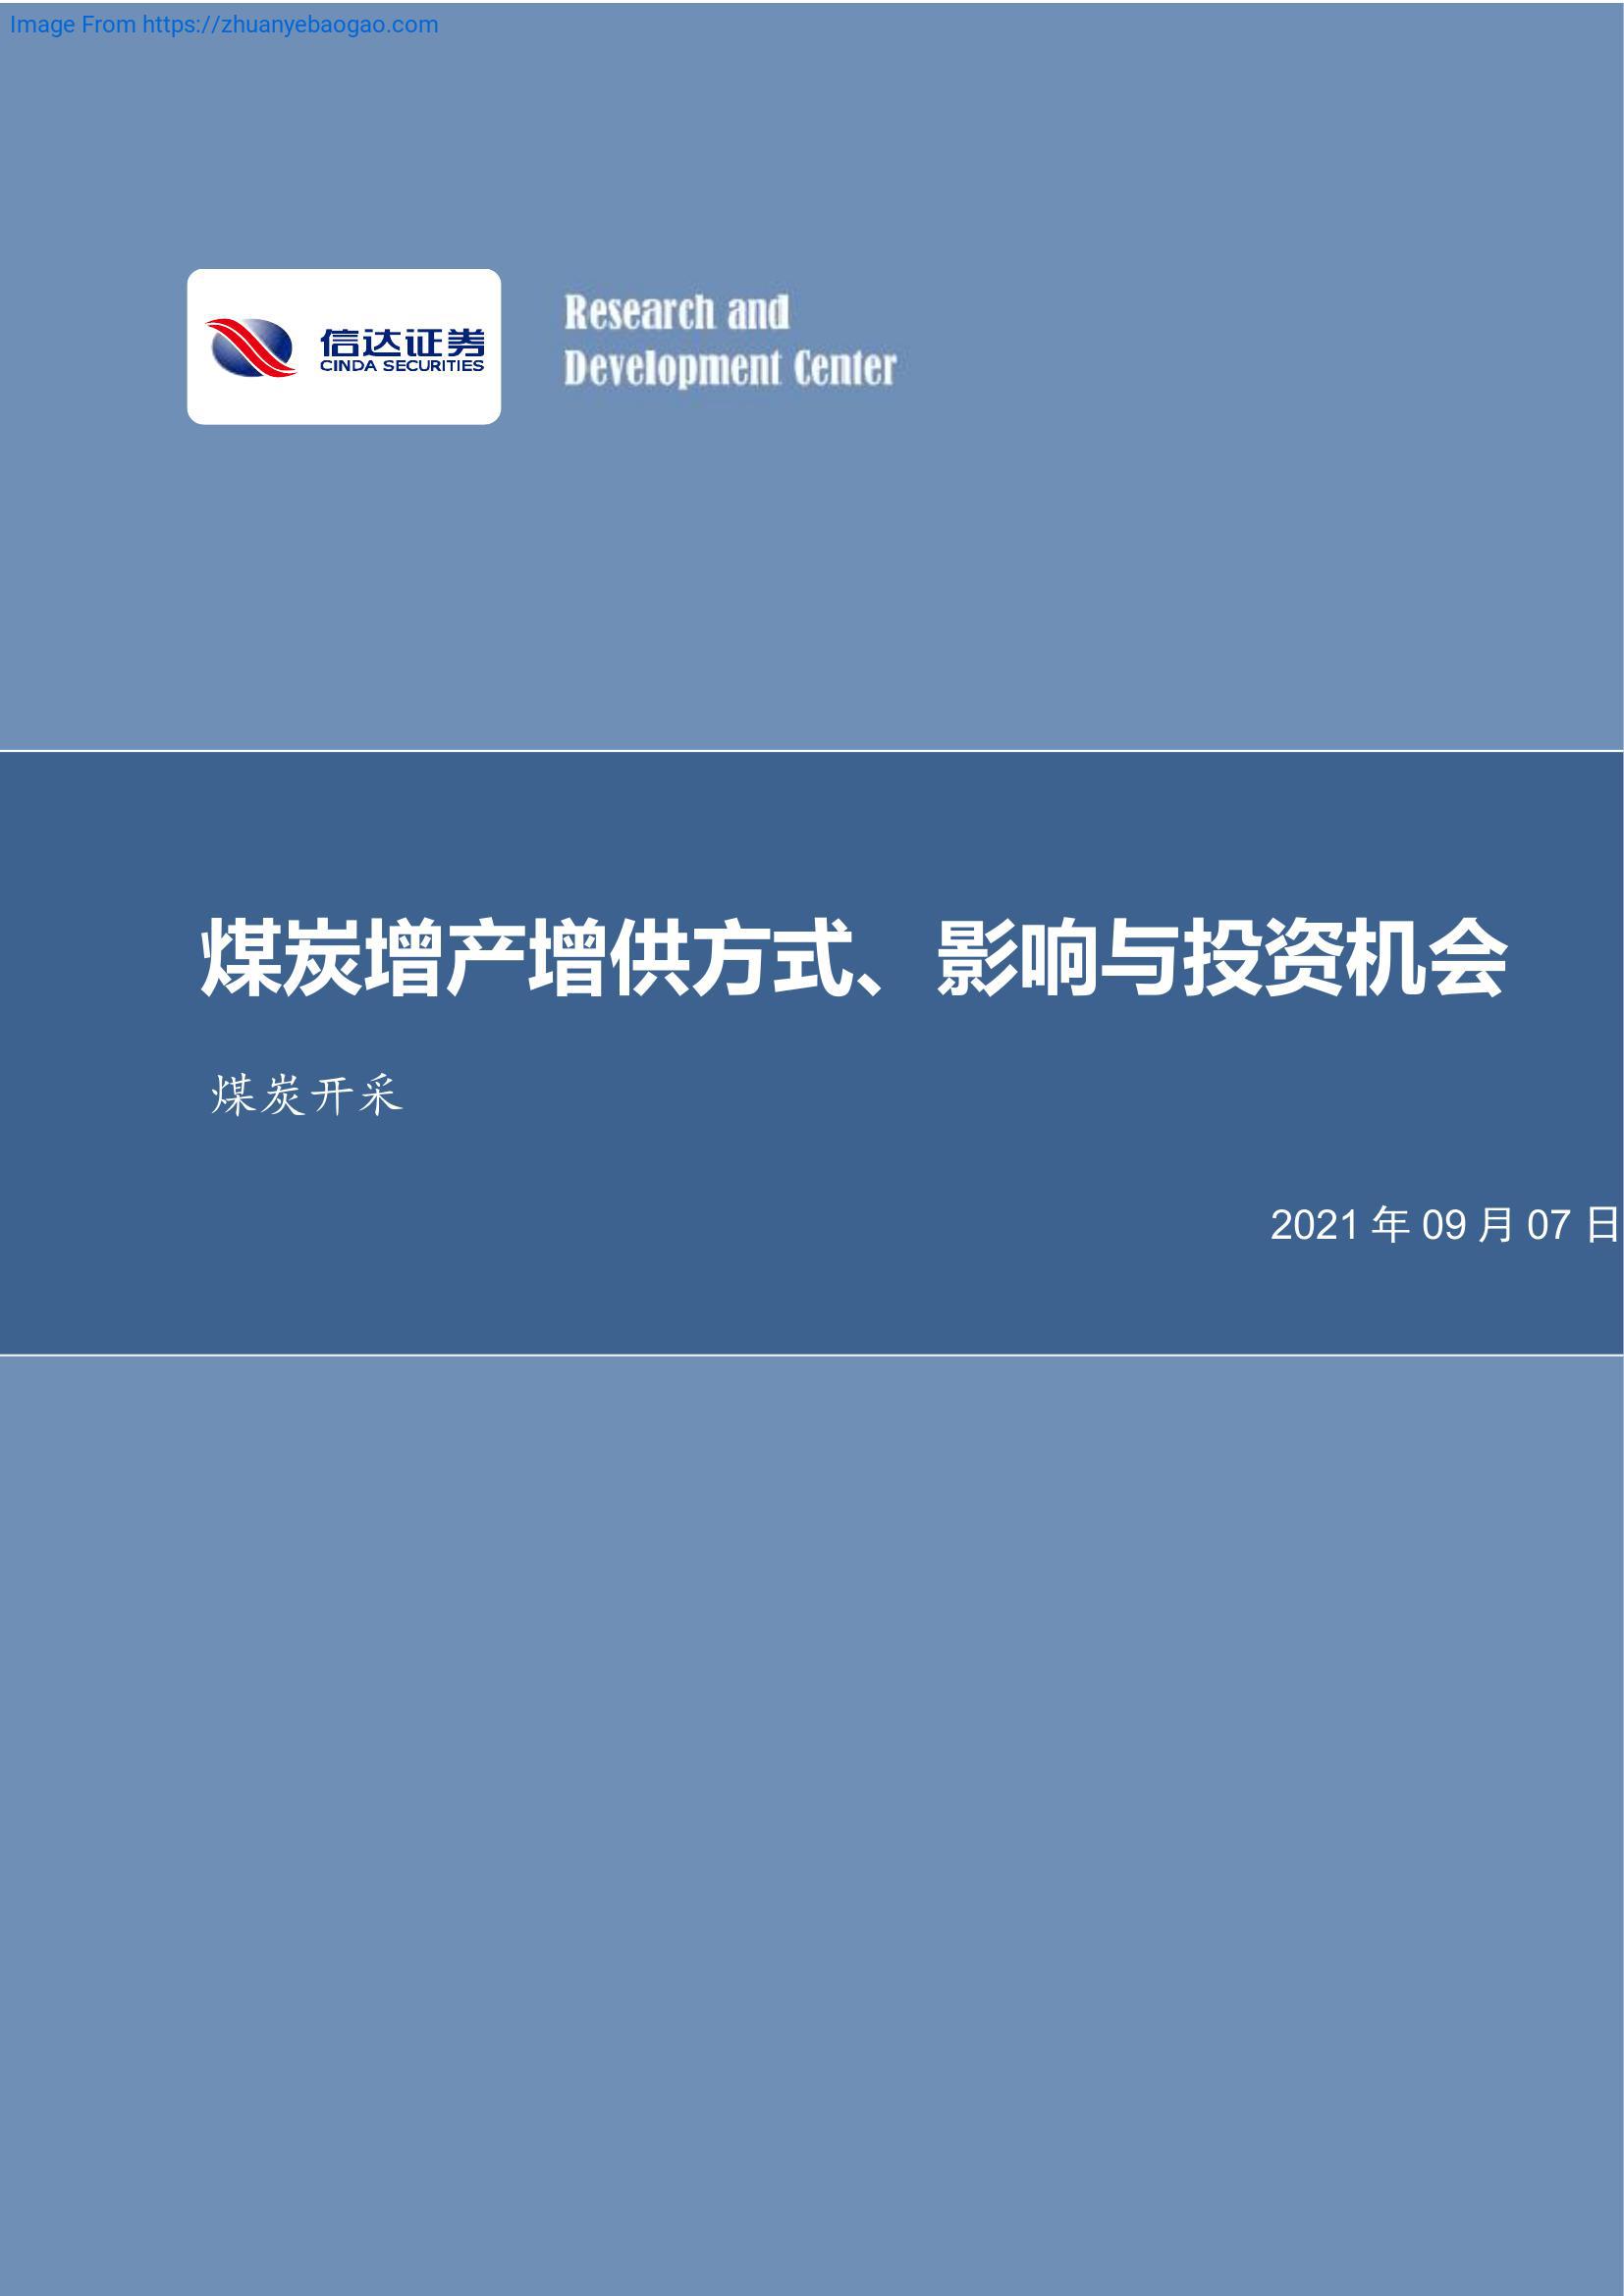 Image From https://zhuanyebaogao.com
信达证券
CINDA SECURITIES
Research and
Development Center
煤炭增产增供方式、影响与投资机会
煤炭开采
2021 年 09 月 07 日